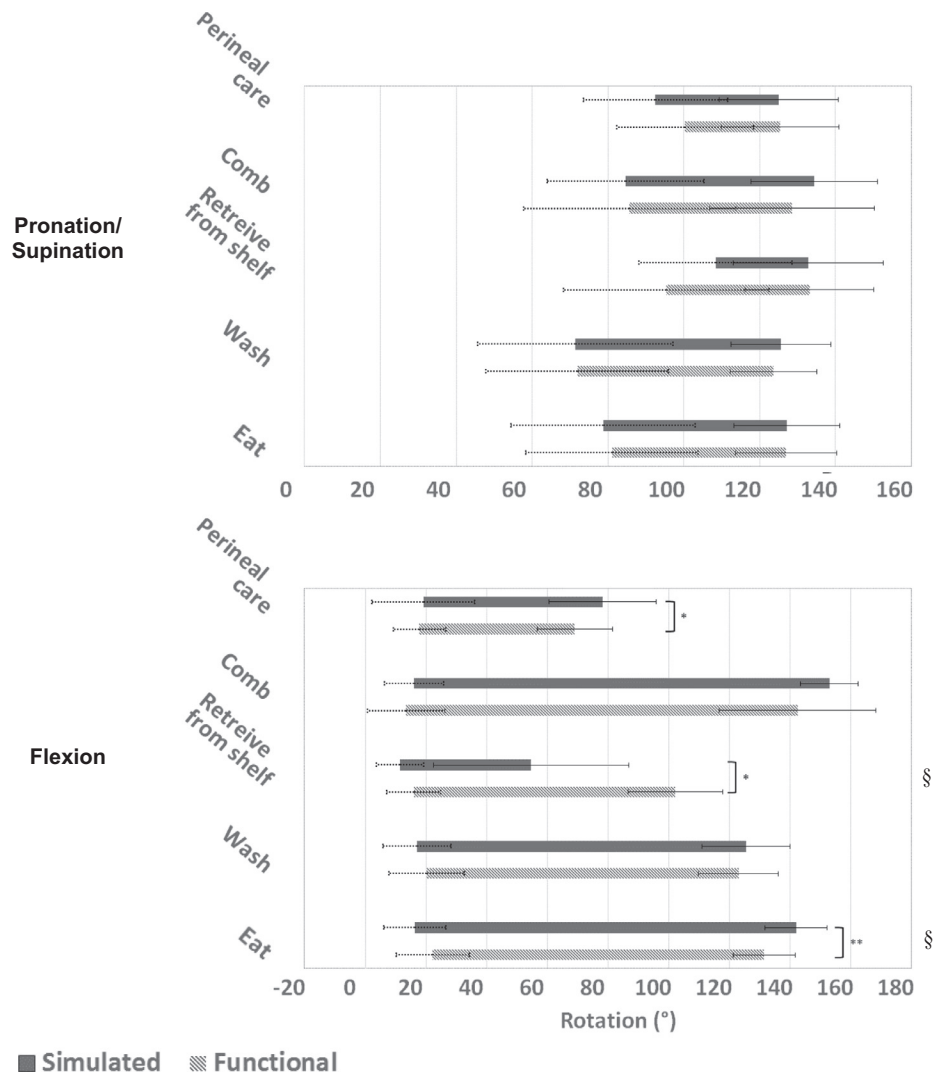 Perineal
care
Comb
Retreive
from shelf
Wash
Eat
Pronation/
Supination
0 20 40 60 80 100 120 140 160
Perineal
care
Comb
Retreive
from shelf
Wash
Eat
Flexion
*
*
**
§
§
-20 0 20 40 60 80 100 120 140 160 180
Rotation (°)
Simulated Functional